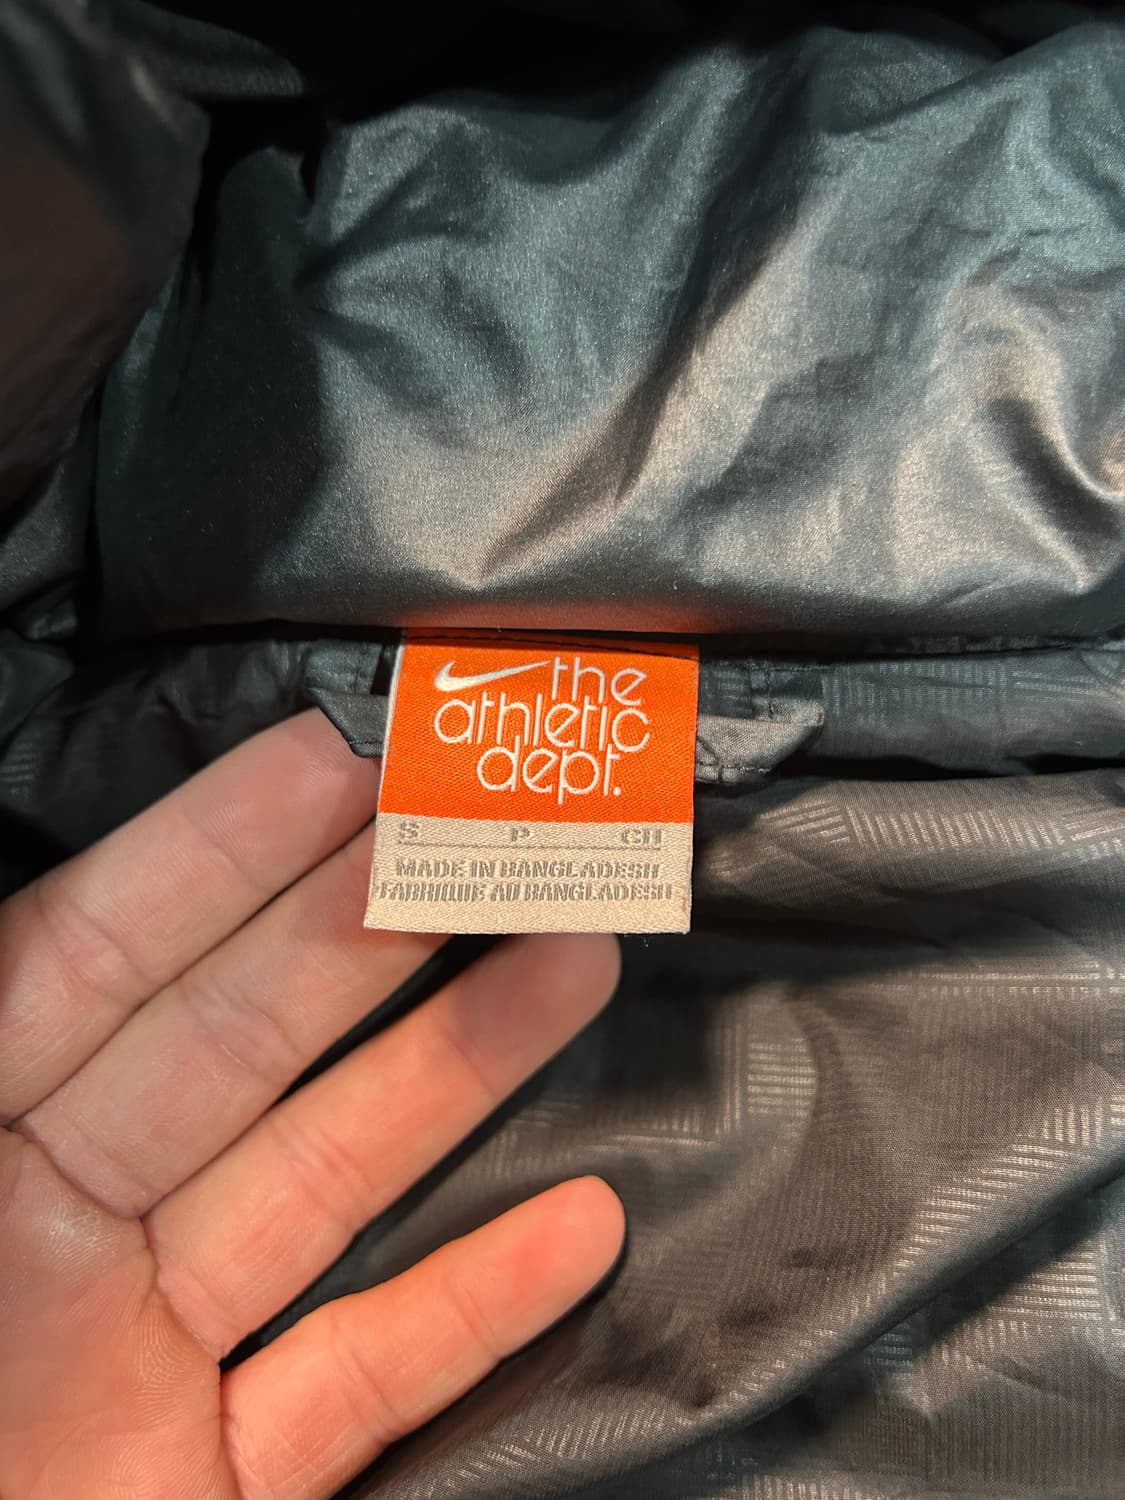 the
athletic
dept.
S P CH
MADE IN BANGLADESH
FABRIQUE AU BANGLADESH